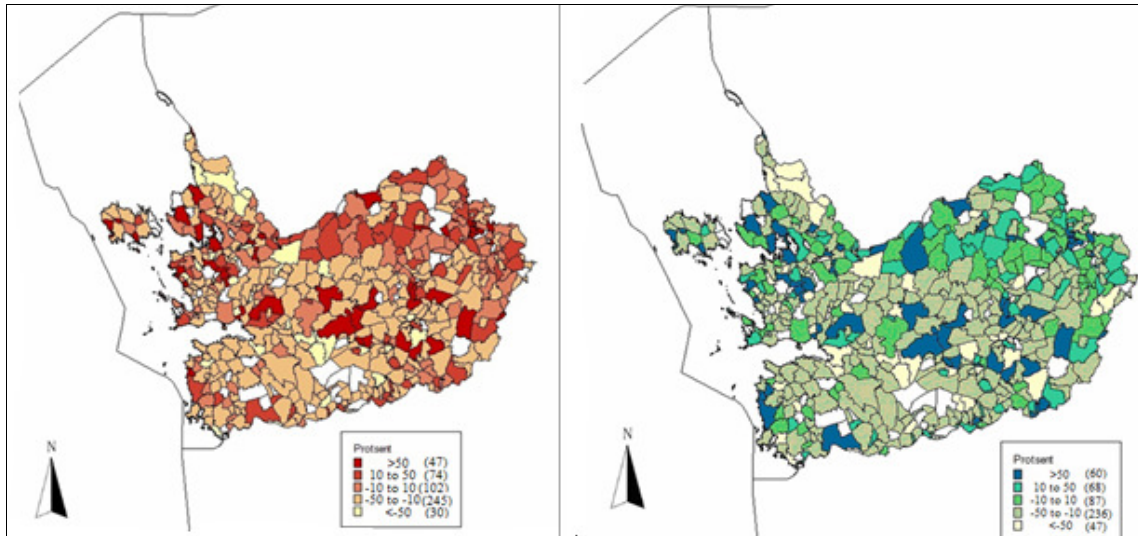 N
Protsent
>50 (47)
10 to 50 (74)
-10 to 10 (102)
-50 to -10 (245)
<-50 (30)
N
Protsent
>50 (60)
10 to 50 (68)
-10 to 10 (87)
-50 to -10 (236)
<-50 (47)